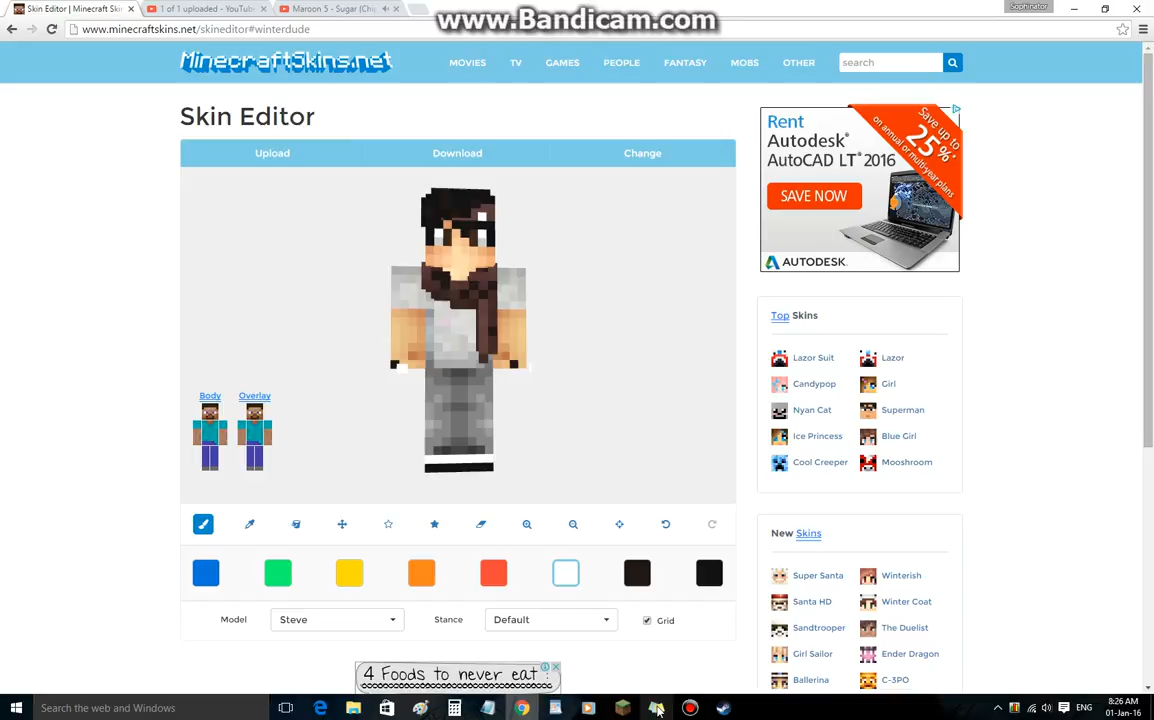 Skin Editor | Minecraft Skin
1 of 1 uploaded - YouTube
Maroon 5 - Sugar (Chip
Sophinator
www.Bandicam.com
www.minecraftskins.net/skineditor#winterdude
MinecraftSkins.net
MOVIES TV GAMES PEOPLE FANTASY MOBS OTHER
search
Skin Editor
Upload Download Change
Body Overlay
Model Steve Stance Default Grid
4 Foods to never eat :
Rent
Autodesk®
AutoCAD LT® 2016
SAVE NOW
Save up to
25%*
on annual or multi-year plans
AUTODESK.
Top Skins
Lazor Suit Lazor
Candypop Girl
Nyan Cat Superman
Ice Princess Blue Girl
Cool Creeper Mooshroom
New Skins
Super Santa Winterish
Santa HD Winter Coat
Sandtrooper The Duelist
Girl Sailor Ender Dragon
Ballerina C-3PO
Search the web and Windows
ENG
8:26 AM
01-Jan-16